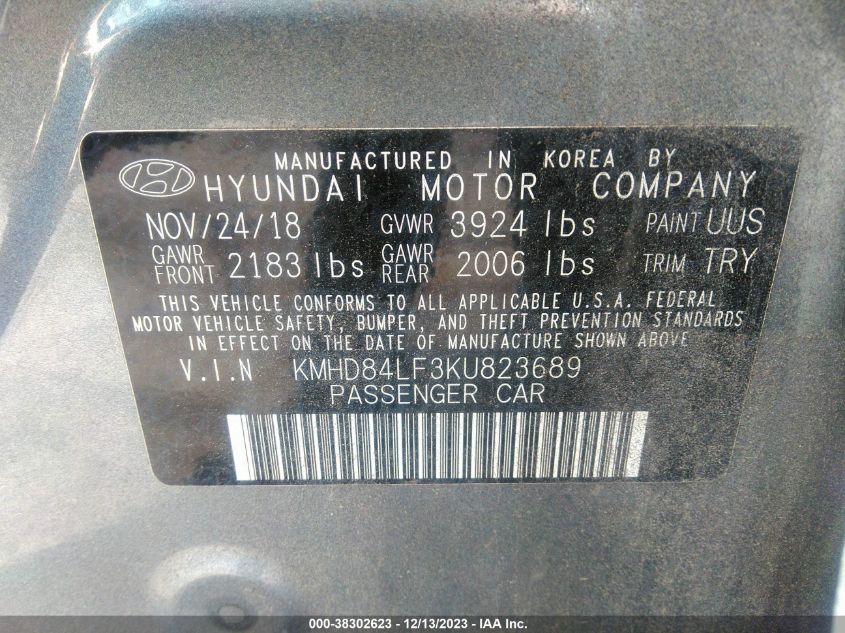 MANUFACTURED IN KOREA BY
HYUNDAI MOTOR COMPANY
NOV/24/18 GVWR 3924 lbs PAINT UUS
GAWR FRONT 2183 lbs GAWR REAR 2006 lbs TRIM TRY
THIS VEHICLE CONFORMS TO ALL APPLICABLE U.S.A. FEDERAL
MOTOR VEHICLE SAFETY, BUMPER, AND THEFT PREVENTION STANDARDS
IN EFFECT ON THE DATE OF MANUFACTURE SHOWN ABOVE
V.I.N KMHD84LF3KU823689
PASSENGER CAR
000-38302623 - 12/13/2023 - IAA Inc.